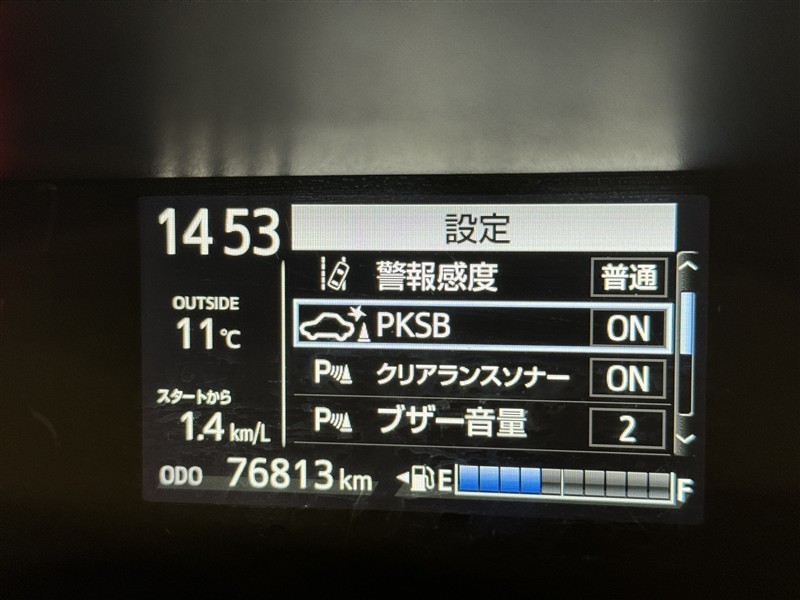 14 53
設定
警報感度 普通
OUTSIDE
11℃
PKSB ON
P クリアランスソナー ON
スタートから
1.4 km/L
P ブザー音量 2
ODO 76813 km
E F